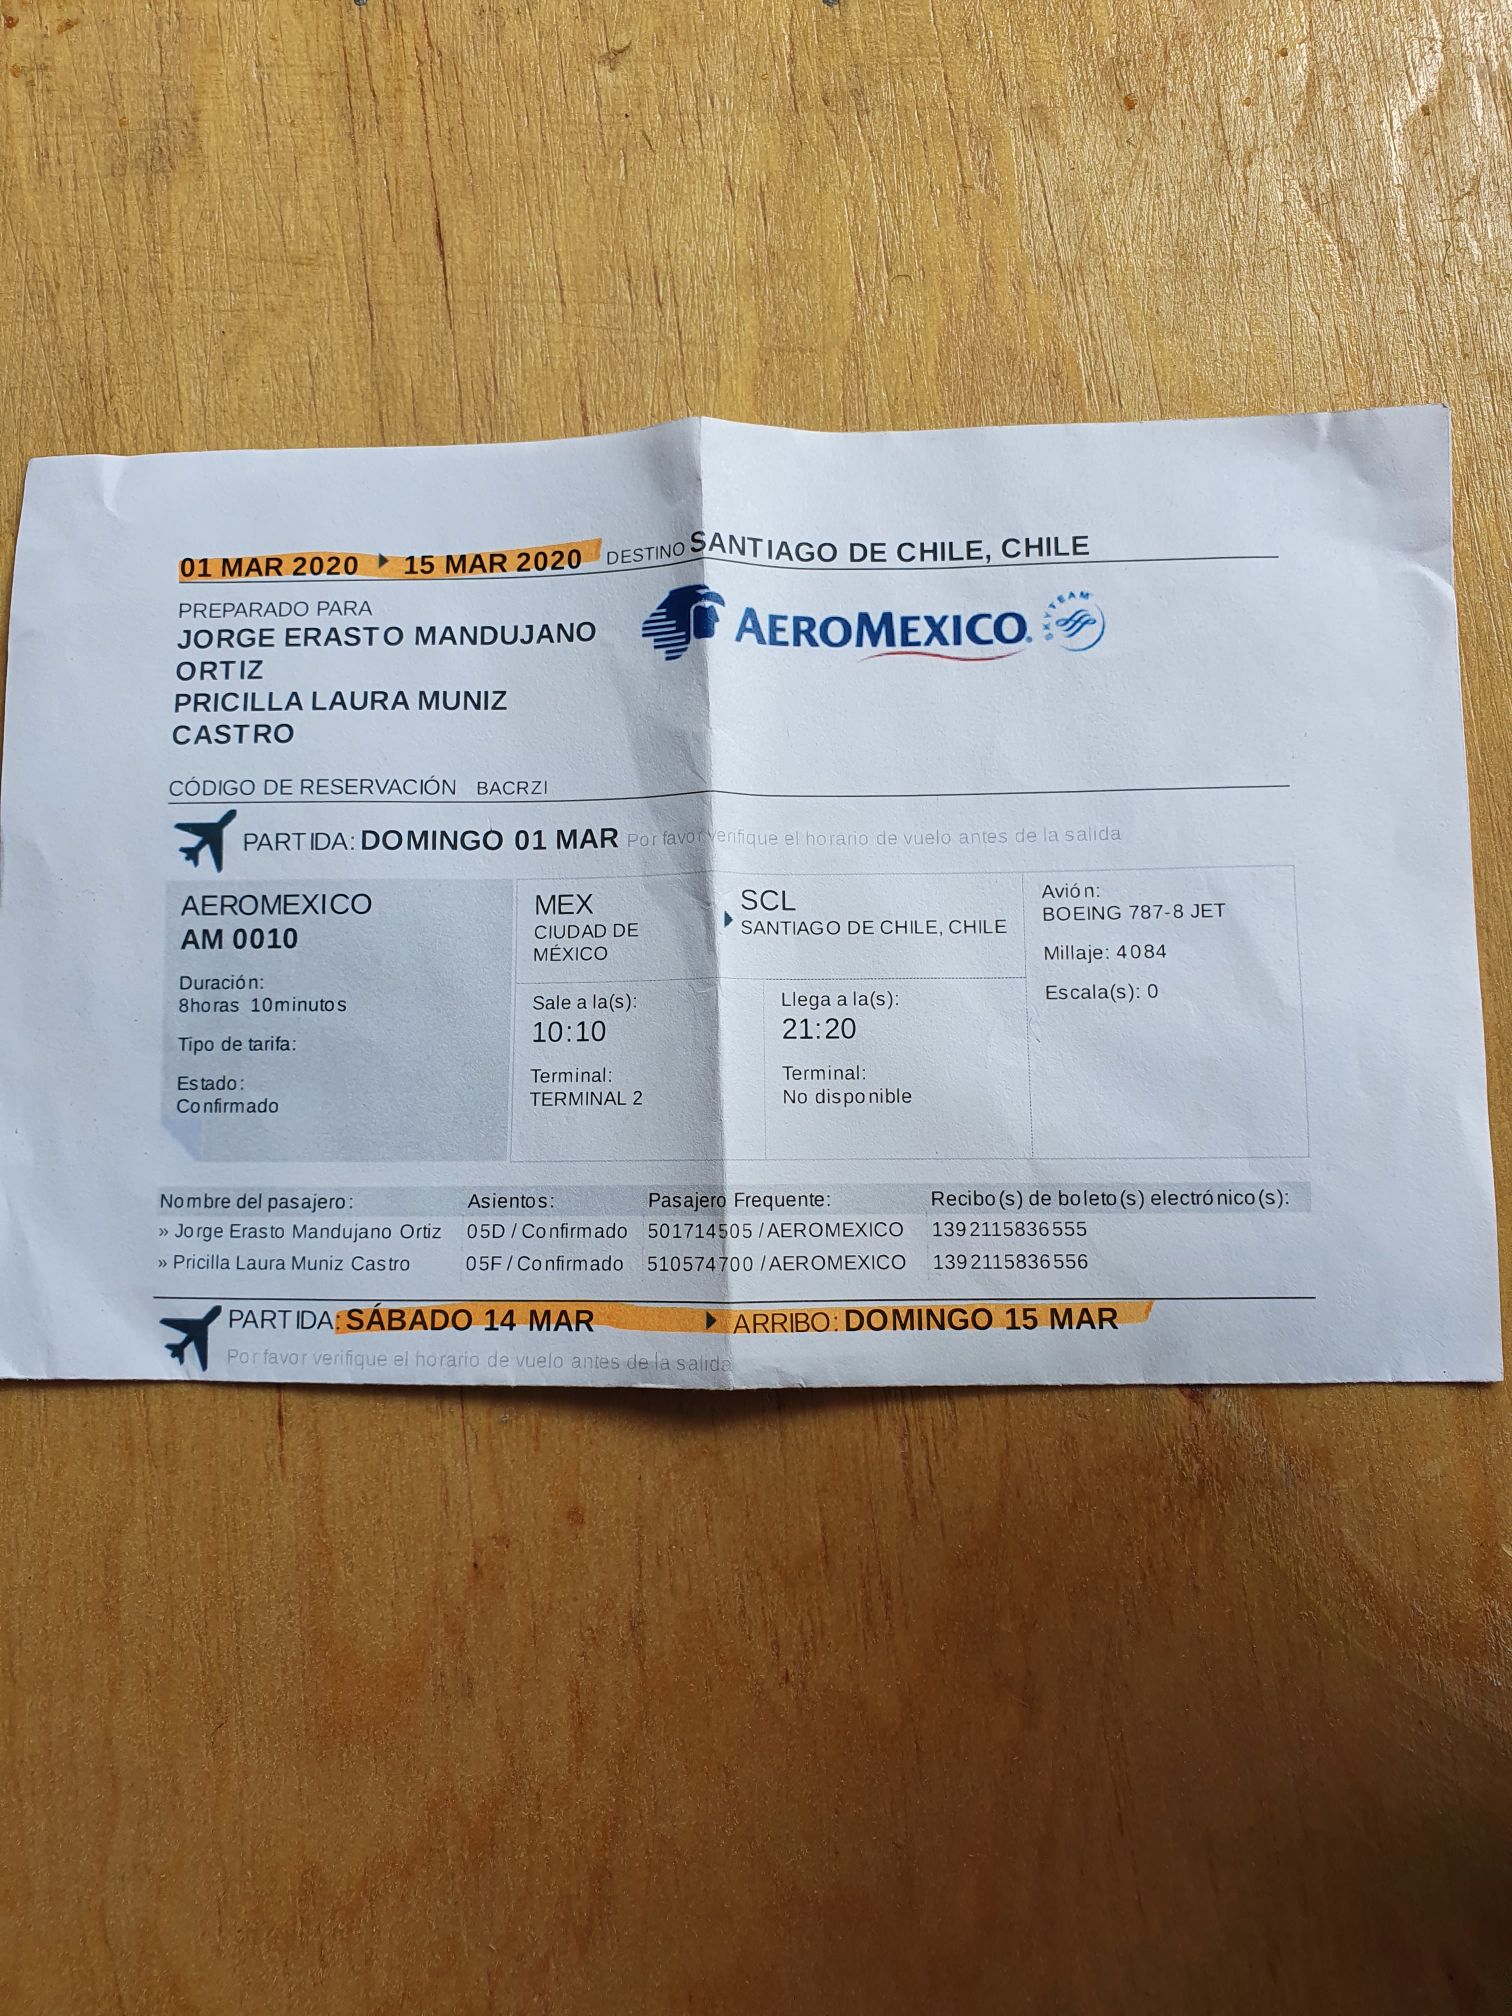 01 MAR 2020 ▸ 15 MAR 2020 DESTINO SANTIAGO DE CHILE, CHILE
PREPARADO PARA
JORGE ERASTO MANDUJANO
ORTIZ
PRICILLA LAURA MUNIZ
CASTRO
AEROMEXICO. SKYTEAM
CÓDIGO DE RESERVACIÓN BACRZI
PARTIDA: DOMINGO 01 MAR Por favor verifique el horario de vuelo antes de la salida
AEROMEXICO
AM 0010
Duración:
8horas 10minutos
Tipo de tarifa:
Estado:
Confirmado
MEX
CIUDAD DE
MÉXICO
▸ SCL
SANTIAGO DE CHILE, CHILE
Sale a la(s):
10:10
Terminal:
TERMINAL 2
Llega a la(s):
21:20
Terminal:
No disponible
Avión:
BOEING 787-8 JET
Millaje: 4084
Escala(s): 0
Nombre del pasajero: Asientos: Pasajero Frequente: Recibo(s) de boleto(s) electrónico(s):
» Jorge Erasto Mandujano Ortiz 05D / Confirmado 501714505 / AEROMEXICO 1392115836555
» Pricilla Laura Muniz Castro 05F / Confirmado 510574700 / AEROMEXICO 1392115836556
PARTIDA: SÁBADO 14 MAR ▸ ARRIBO: DOMINGO 15 MAR
Por favor verifique el horario de vuelo antes de la salida